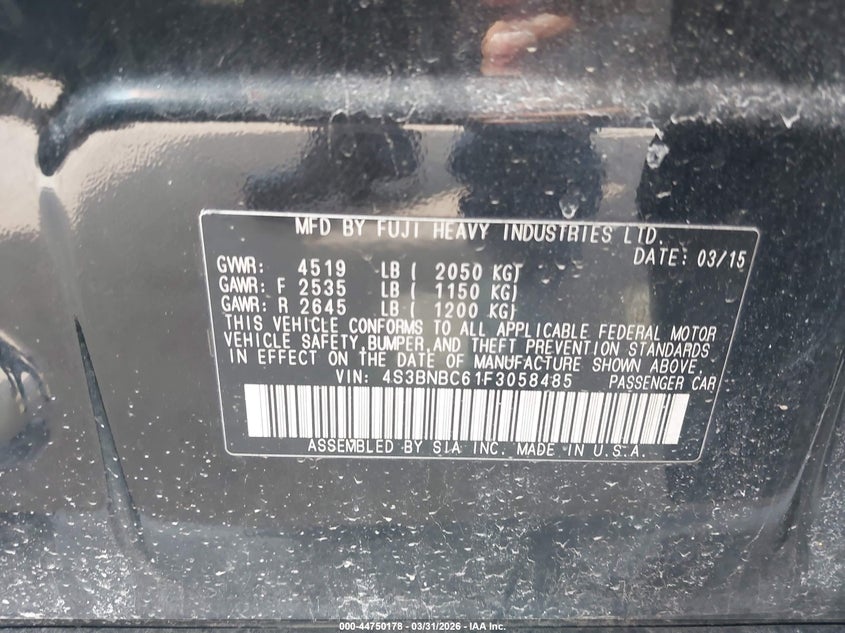 MFD BY FUJI HEAVY INDUSTRIES LTD.
DATE: 03/15
GVWR: 4519 LB ( 2050 KG)
GAWR: F 2535 LB ( 1150 KG)
GAWR: R 2645 LB ( 1200 KG)
THIS VEHICLE CONFORMS TO ALL APPLICABLE FEDERAL MOTOR
VEHICLE SAFETY, BUMPER, AND THEFT PREVENTION STANDARDS
IN EFFECT ON THE DATE OF MANUFACTURE SHOWN ABOVE.
VIN: 4S3BNBC61F3058485 PASSENGER CAR
ASSEMBLED BY SIA INC. MADE IN U.S.A.
000-44750178 - 03/31/2026 - IAA Inc.